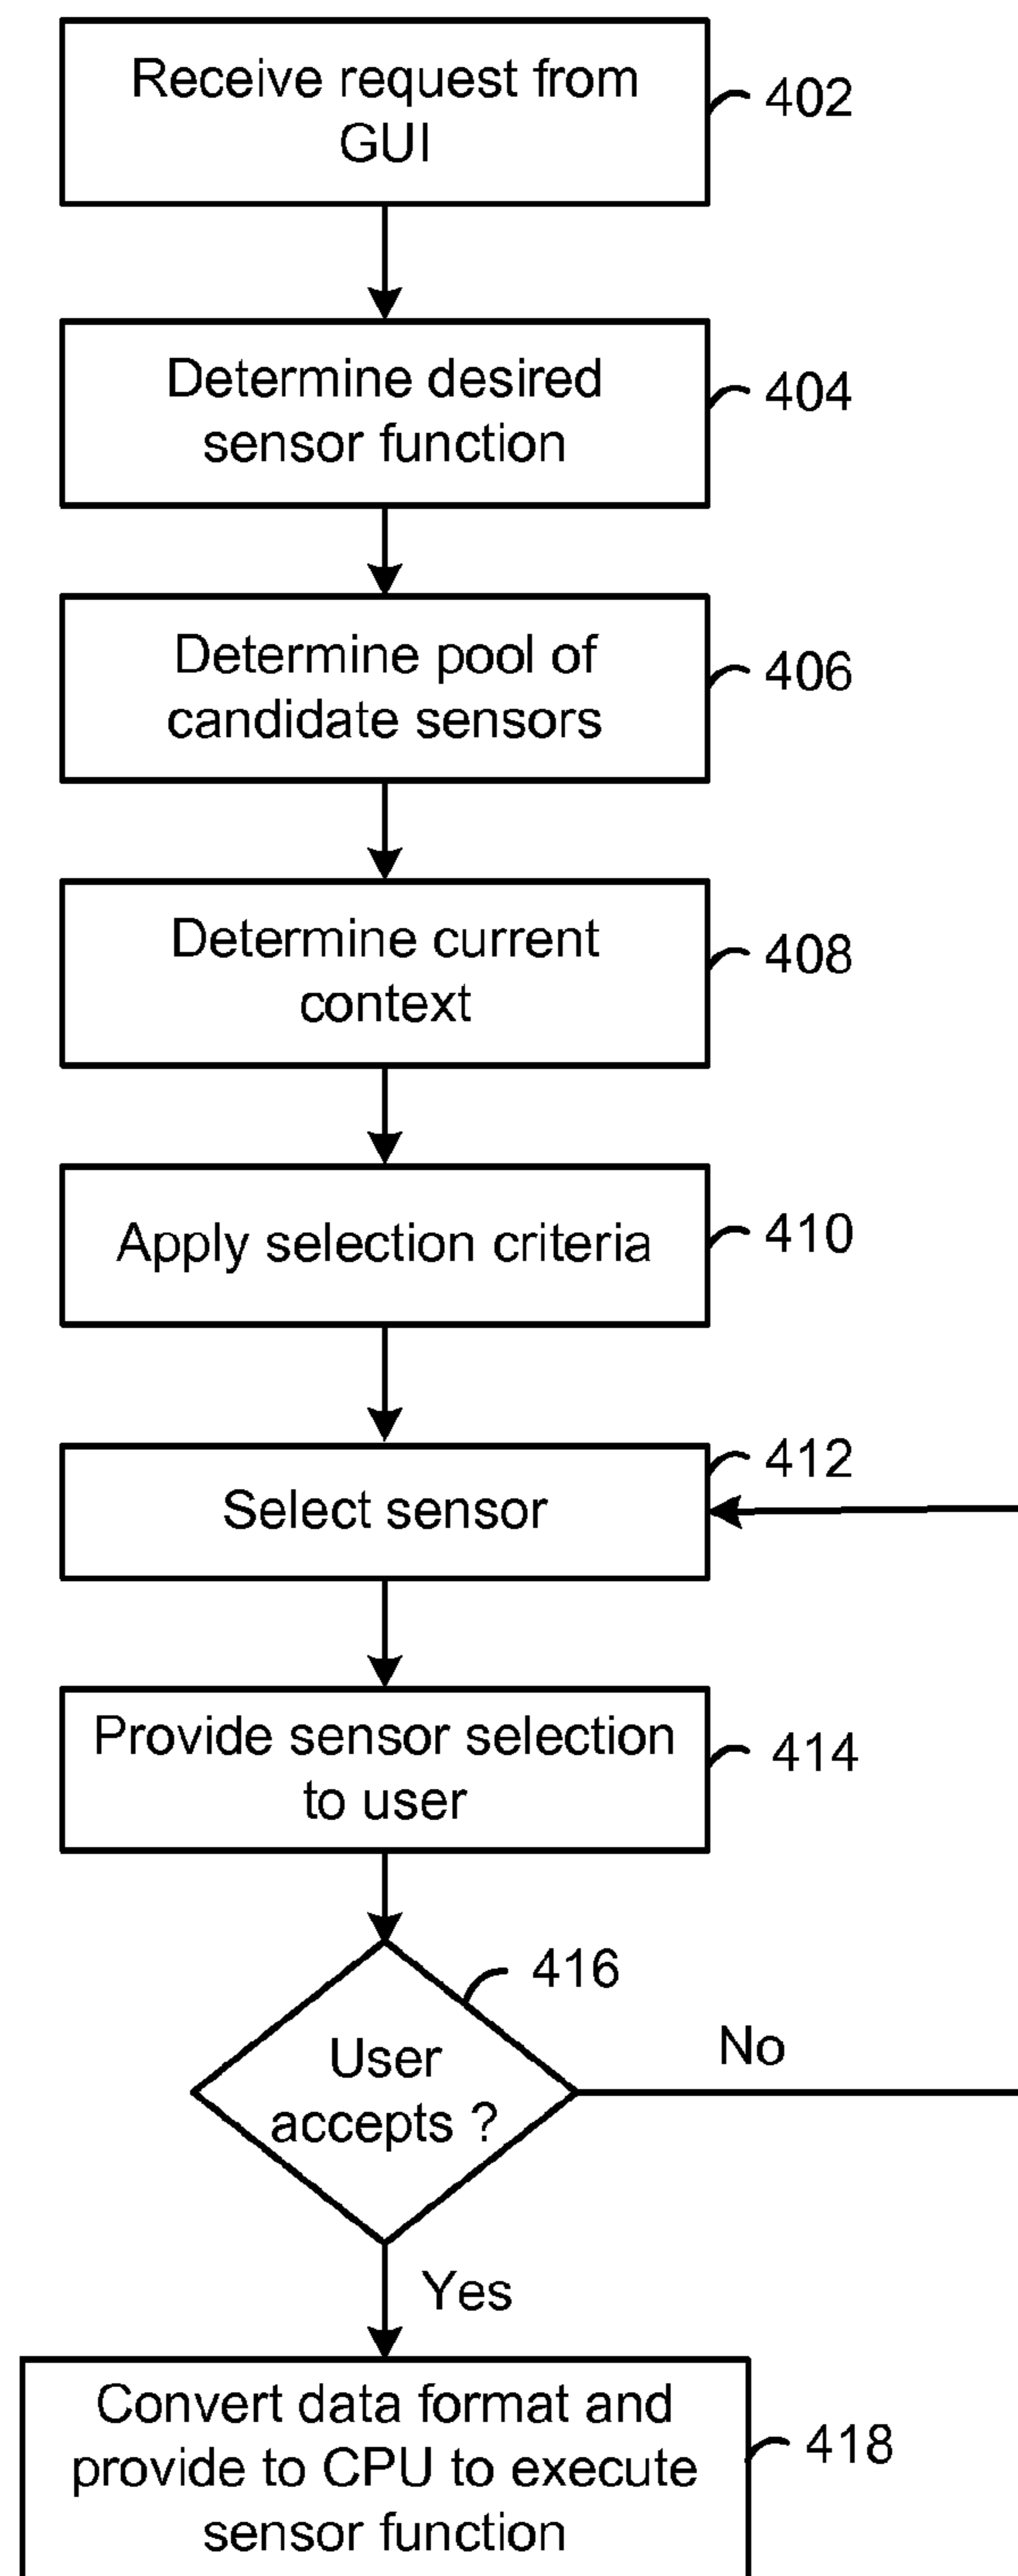 Receive request from
GUI
402
Determine desired
sensor function
404
Determine pool of
candidate sensors
406
Determine current
context
408
Apply selection criteria
410
412
Select sensor
Provide sensor selection
to user
414
416
User
accepts ?
No
Yes
Convert data format and
provide to CPU to execute
sensor function
418